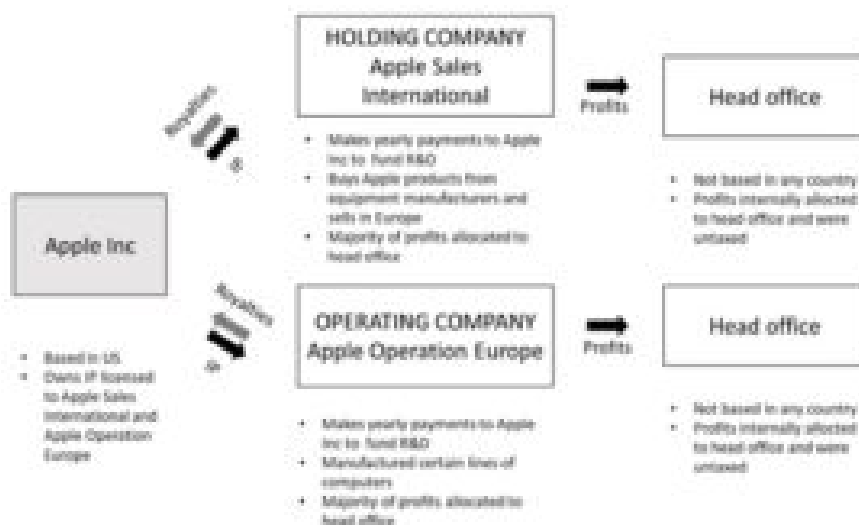 HOLDING COMPANY
Apple Sales
International
Profits
Head office
Royalties
IP
• Makes yearly payments to Apple
Inc to fund R&D
• Buys Apple products from
equipment manufacturers and
sells in Europe
• Majority of profits allocated to
head office
• Not based in any country
• Profits internally allocated
to head office and were
untaxed
Apple Inc
Royalties
IP
OPERATING COMPANY
Apple Operation Europe
Profits
Head office
• Based in US
• Owns IP licensed
to Apple Sales
International and
Apple Operation
Europe
• Makes yearly payments to Apple
Inc to fund R&D
• Manufactured certain lines of
computers
• Majority of profits allocated to
head office
• Not based in any country
• Profits internally allocated
to head office and were
untaxed